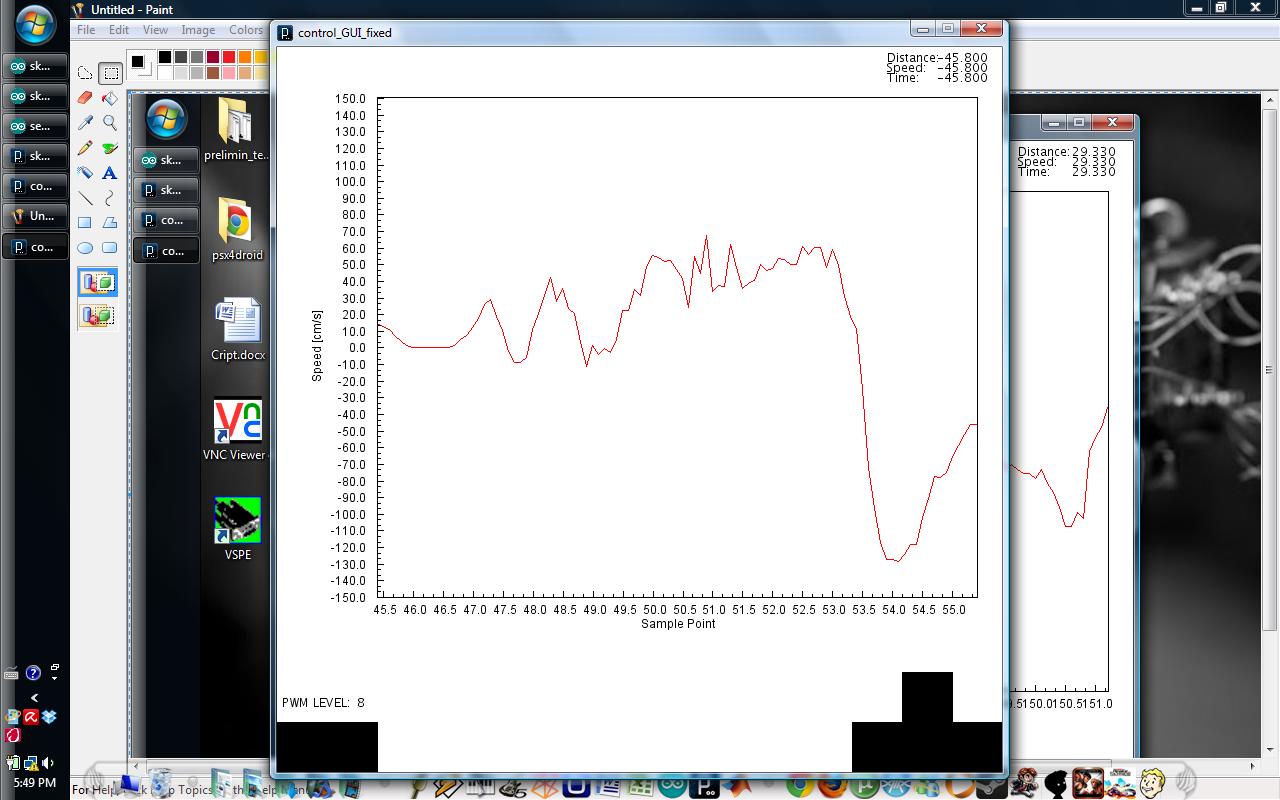 Untitled - Paint
File Edit View Image Colors
control_GUI_fixed
sk...
sk...
se...
sk...
co...
Un...
co...
sk...
sk...
co...
co...
prelimin_te...
psx4droid
Cript.docx
VNC Viewer
VSPE
Distance:-45.800
Speed: -45.800
Time: -45.800
Distance:29.330
Speed: 29.330
Time: 29.330
150.0
140.0
130.0
120.0
110.0
100.0
90.0
80.0
70.0
60.0
50.0
40.0
30.0
20.0
10.0
0.0
-10.0
-20.0
-30.0
-40.0
-50.0
-60.0
-70.0
-80.0
-90.0
-100.0
-110.0
-120.0
-130.0
-140.0
-150.0
Speed [cm/s]
45.5 46.0 46.5 47.0 47.5 48.0 48.5 49.0 49.5 50.0 50.5 51.0 51.5 52.0 52.5 53.0 53.5 54.0 54.5 55.0
Sample Point
9.5150.0150.5151.0
PWM LEVEL: 8
5:49 PM
For Help
Topics